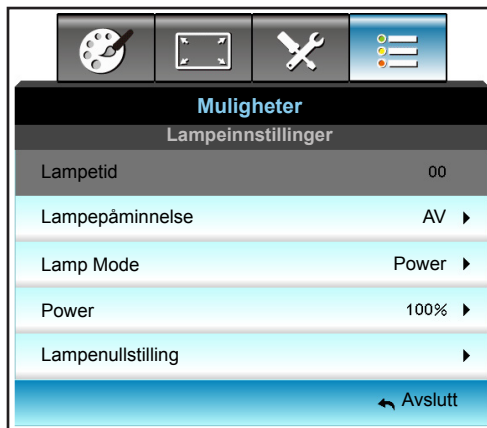 Muligheter
Lampeinnstillinger
Lampetid 00
Lampepåminnelse AV
Lamp Mode Power
Power 100%
Lampenullstilling
Avslutt